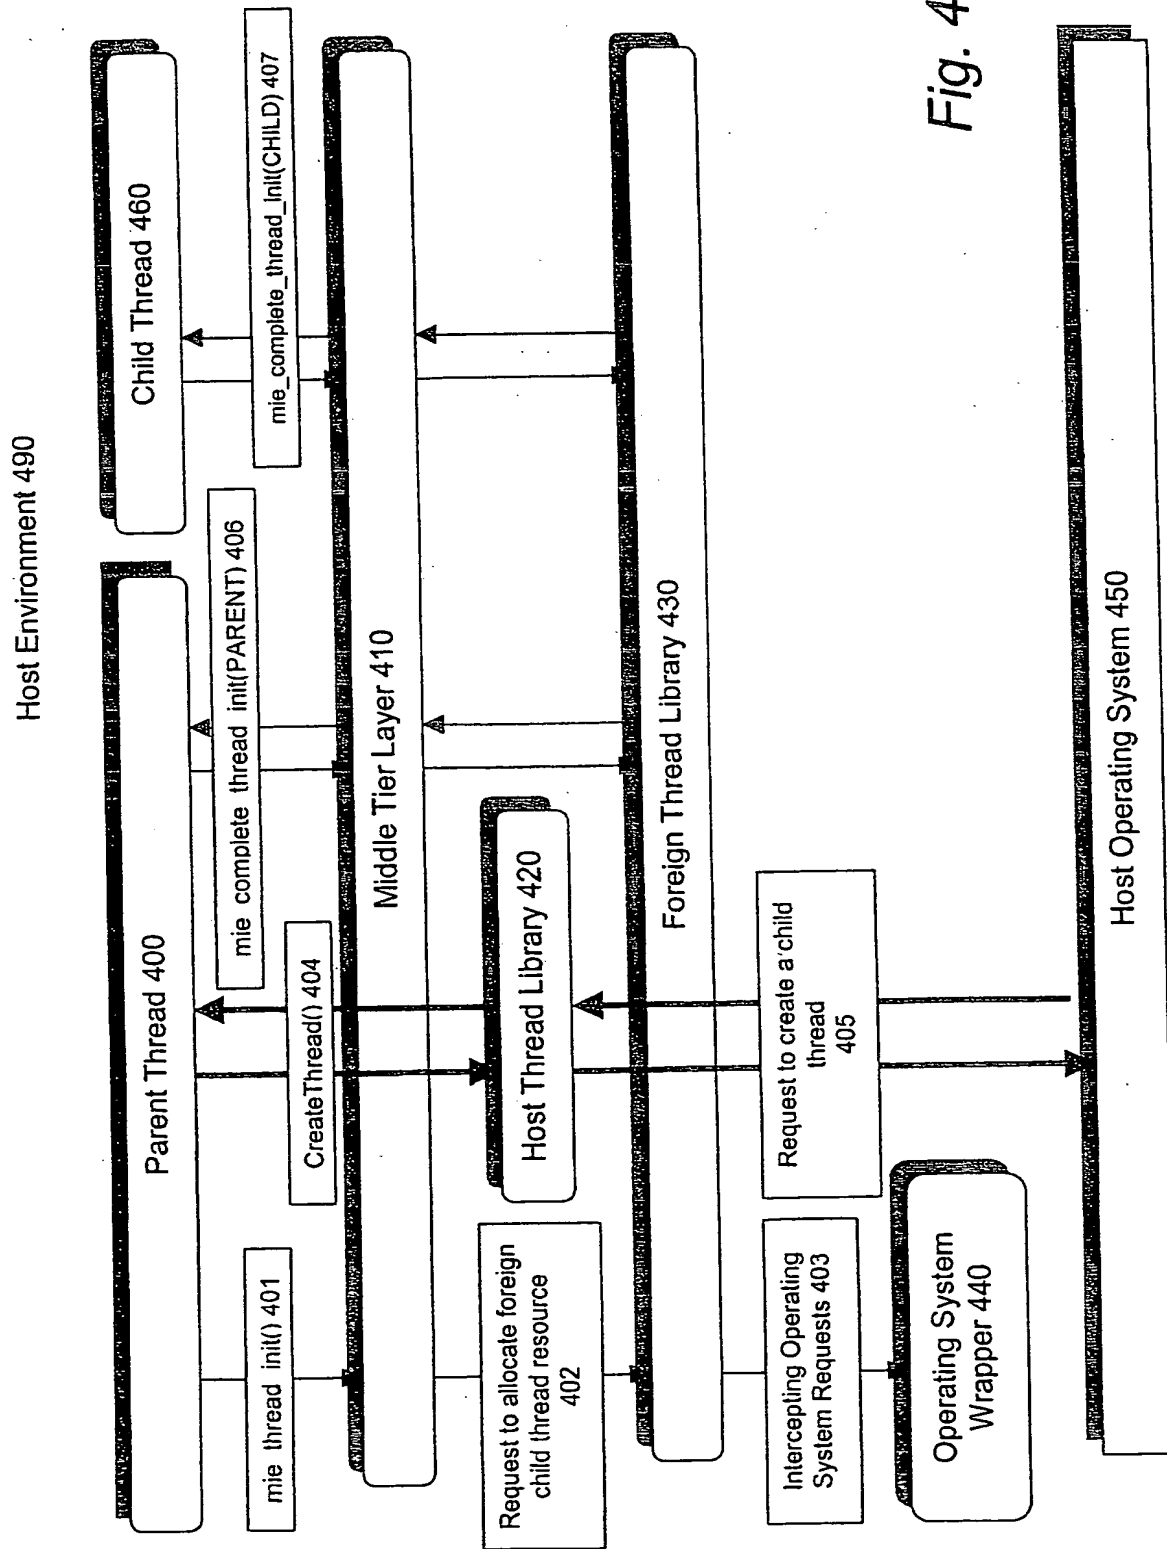 Host Environment 490
Parent Thread 400
Child Thread 460
mie thread init() 401
CreateThread() 404
mie complete thread init(PARENT) 406
mie_complete_thread_Init(CHILD) 407
Middle Tier Layer 410
Request to allocate foreign
child thread resource
402
Host Thread Library 420
Foreign Thread Library 430
Intercepting Operating
System Requests 403
Request to create a child
thread
405
Operating System
Wrapper 440
Host Operating System 450
Fig. 4